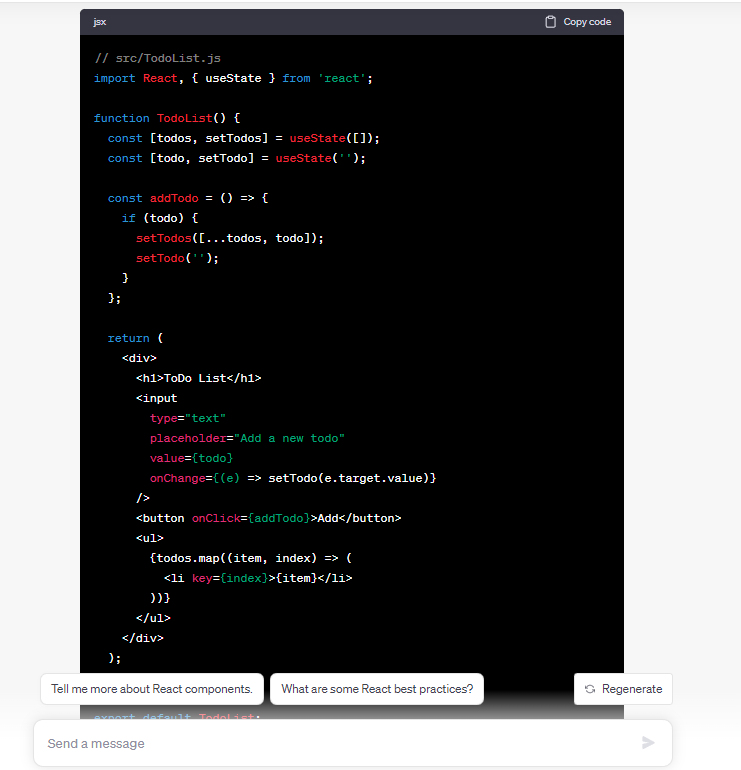 jsx
Copy code
// src/TodoList.js
import React, { useState } from 'react';
function TodoList() {
const [todos, setTodos] = useState([]);
const [todo, setTodo] = useState('');
const addTodo = () => {
if (todo) {
setTodos([...todos, todo]);
setTodo('');
}
};
return (
<div>
<h1>ToDo List</h1>
<input
type="text"
placeholder="Add a new todo"
value={todo}
onChange={(e) => setTodo(e.target.value)}
/>
<button onClick={addTodo}>Add</button>
<ul>
{todos.map((item, index) => (
<li key={index}>{item}</li>
))}
</ul>
</div>
);
Tell me more about React components.
What are some React best practices?
Regenerate
export default TodoList;
Send a message